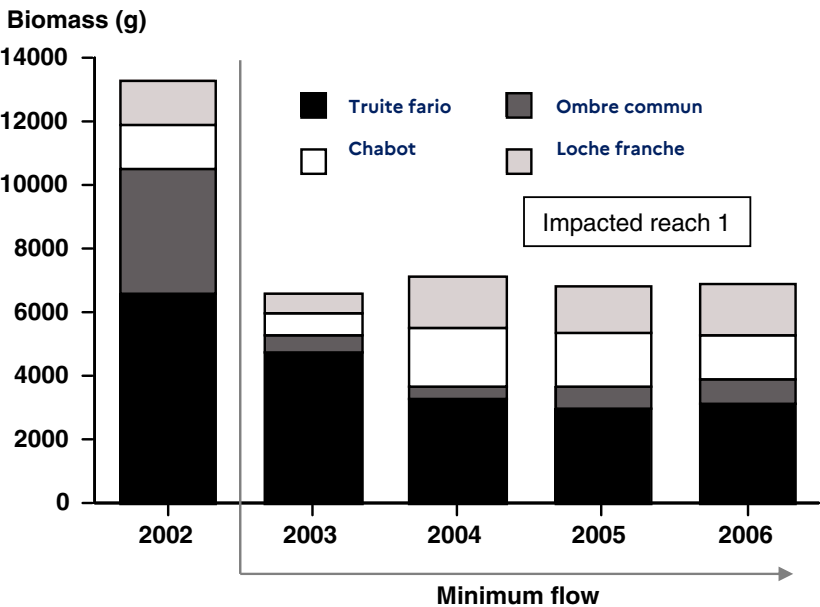 Biomass (g)
14000
12000
10000
8000
6000
4000
2000
0
Truite fario
Ombre commun
Chabot
Loche franche
Impacted reach 1
2002
2003
2004
2005
2006
Minimum flow